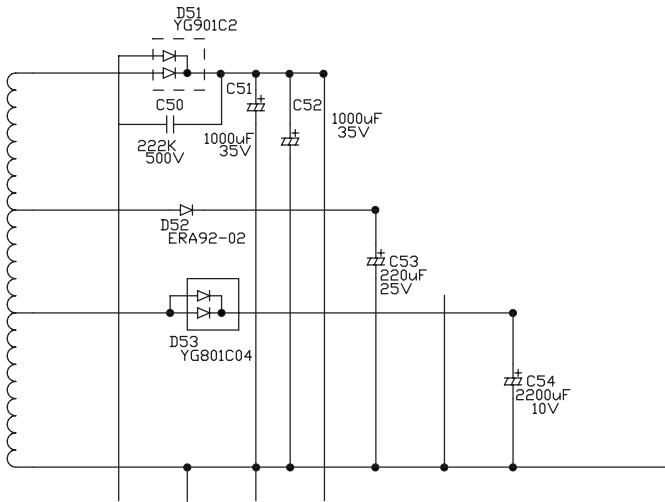 D51
YG901C2
C50
222K
500V
C51
1000uF
35V
C52
1000uF
35V
D52
ERA92-02
C53
220uF
25V
D53
YG801C04
C54
2200uF
10V